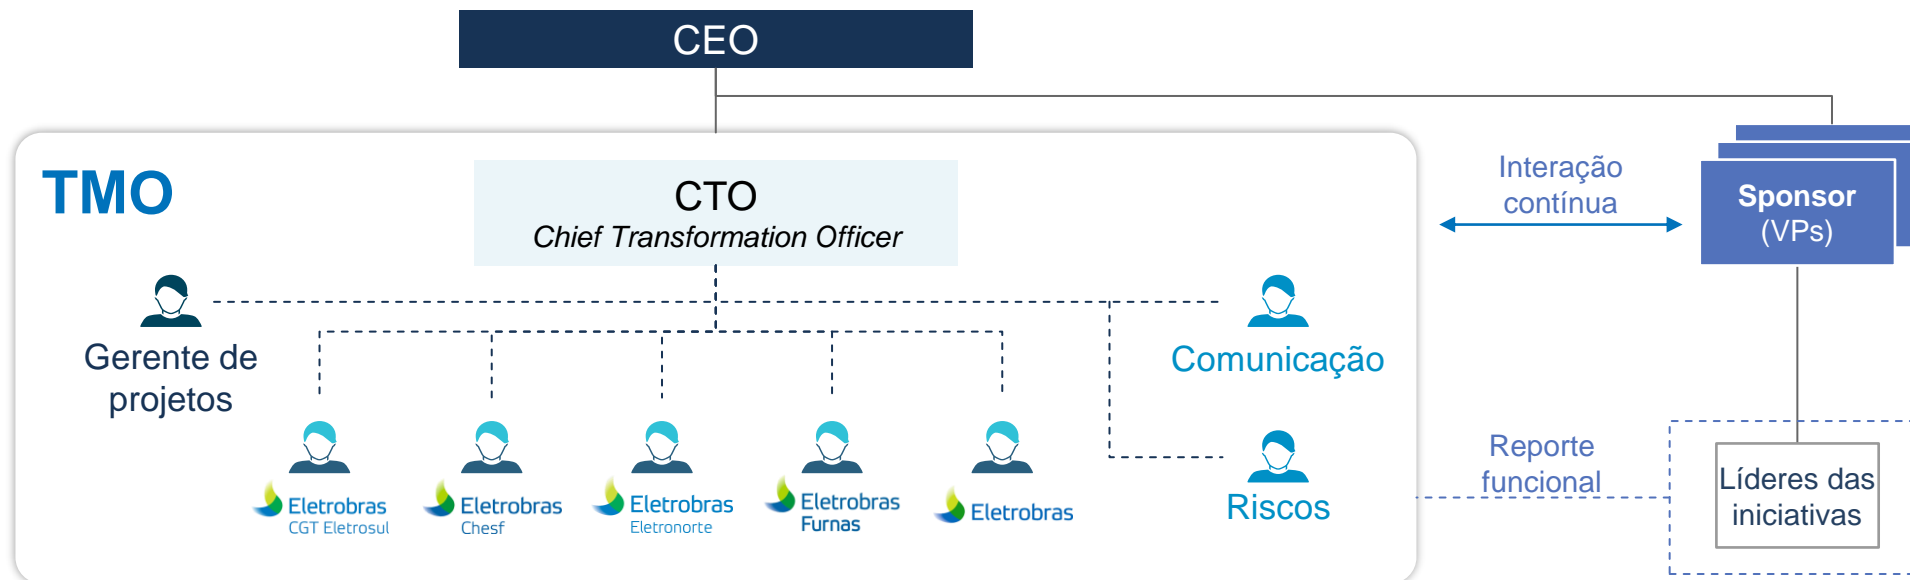 CEO
TMO
CTO
Chief Transformation Officer
Interação
contínua
Sponsor
(VPs)
Gerente de
projetos
Comunicação
Eletrobras
CGT Eletrosul
Eletrobras
Chesf
Eletrobras
Eletronorte
Eletrobras
Furnas
Eletrobras
Riscos
Reporte
funcional
Líderes das
iniciativas